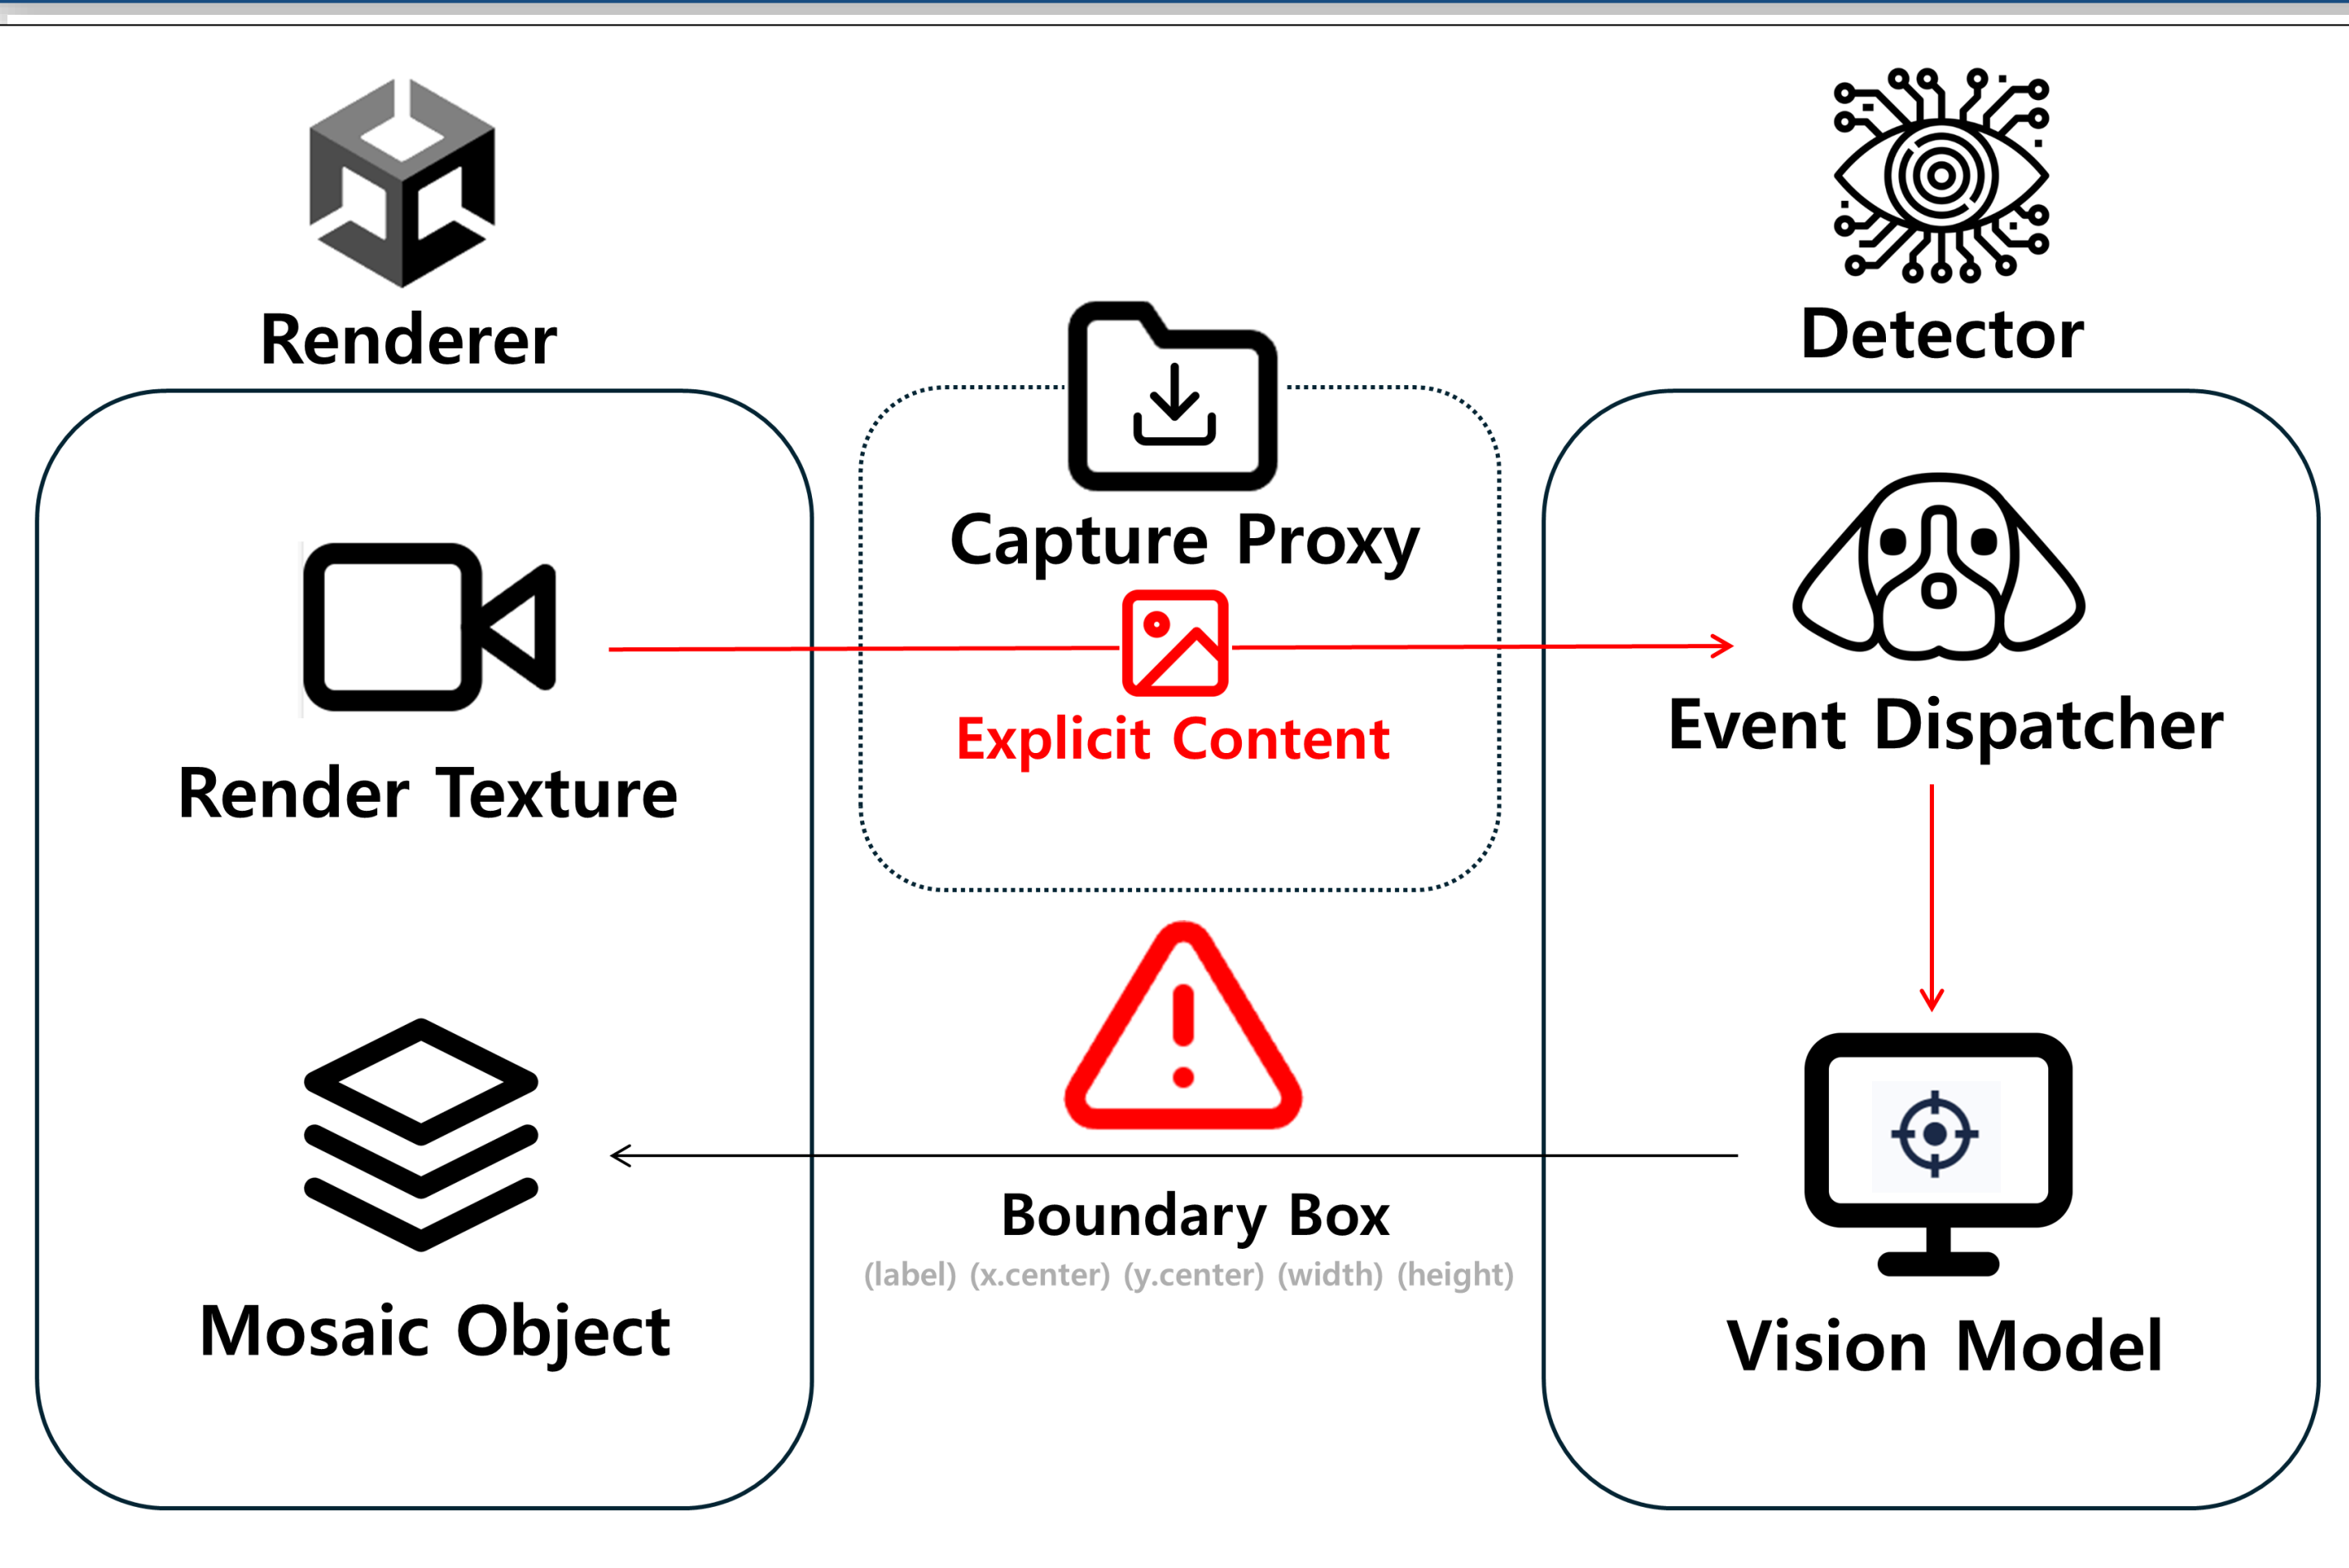 Renderer
Detector
Capture Proxy
Explicit Content
Event Dispatcher
Render Texture
Boundary Box
(label) (x.center) (y.center) (width) (height)
Mosaic Object
Vision Model